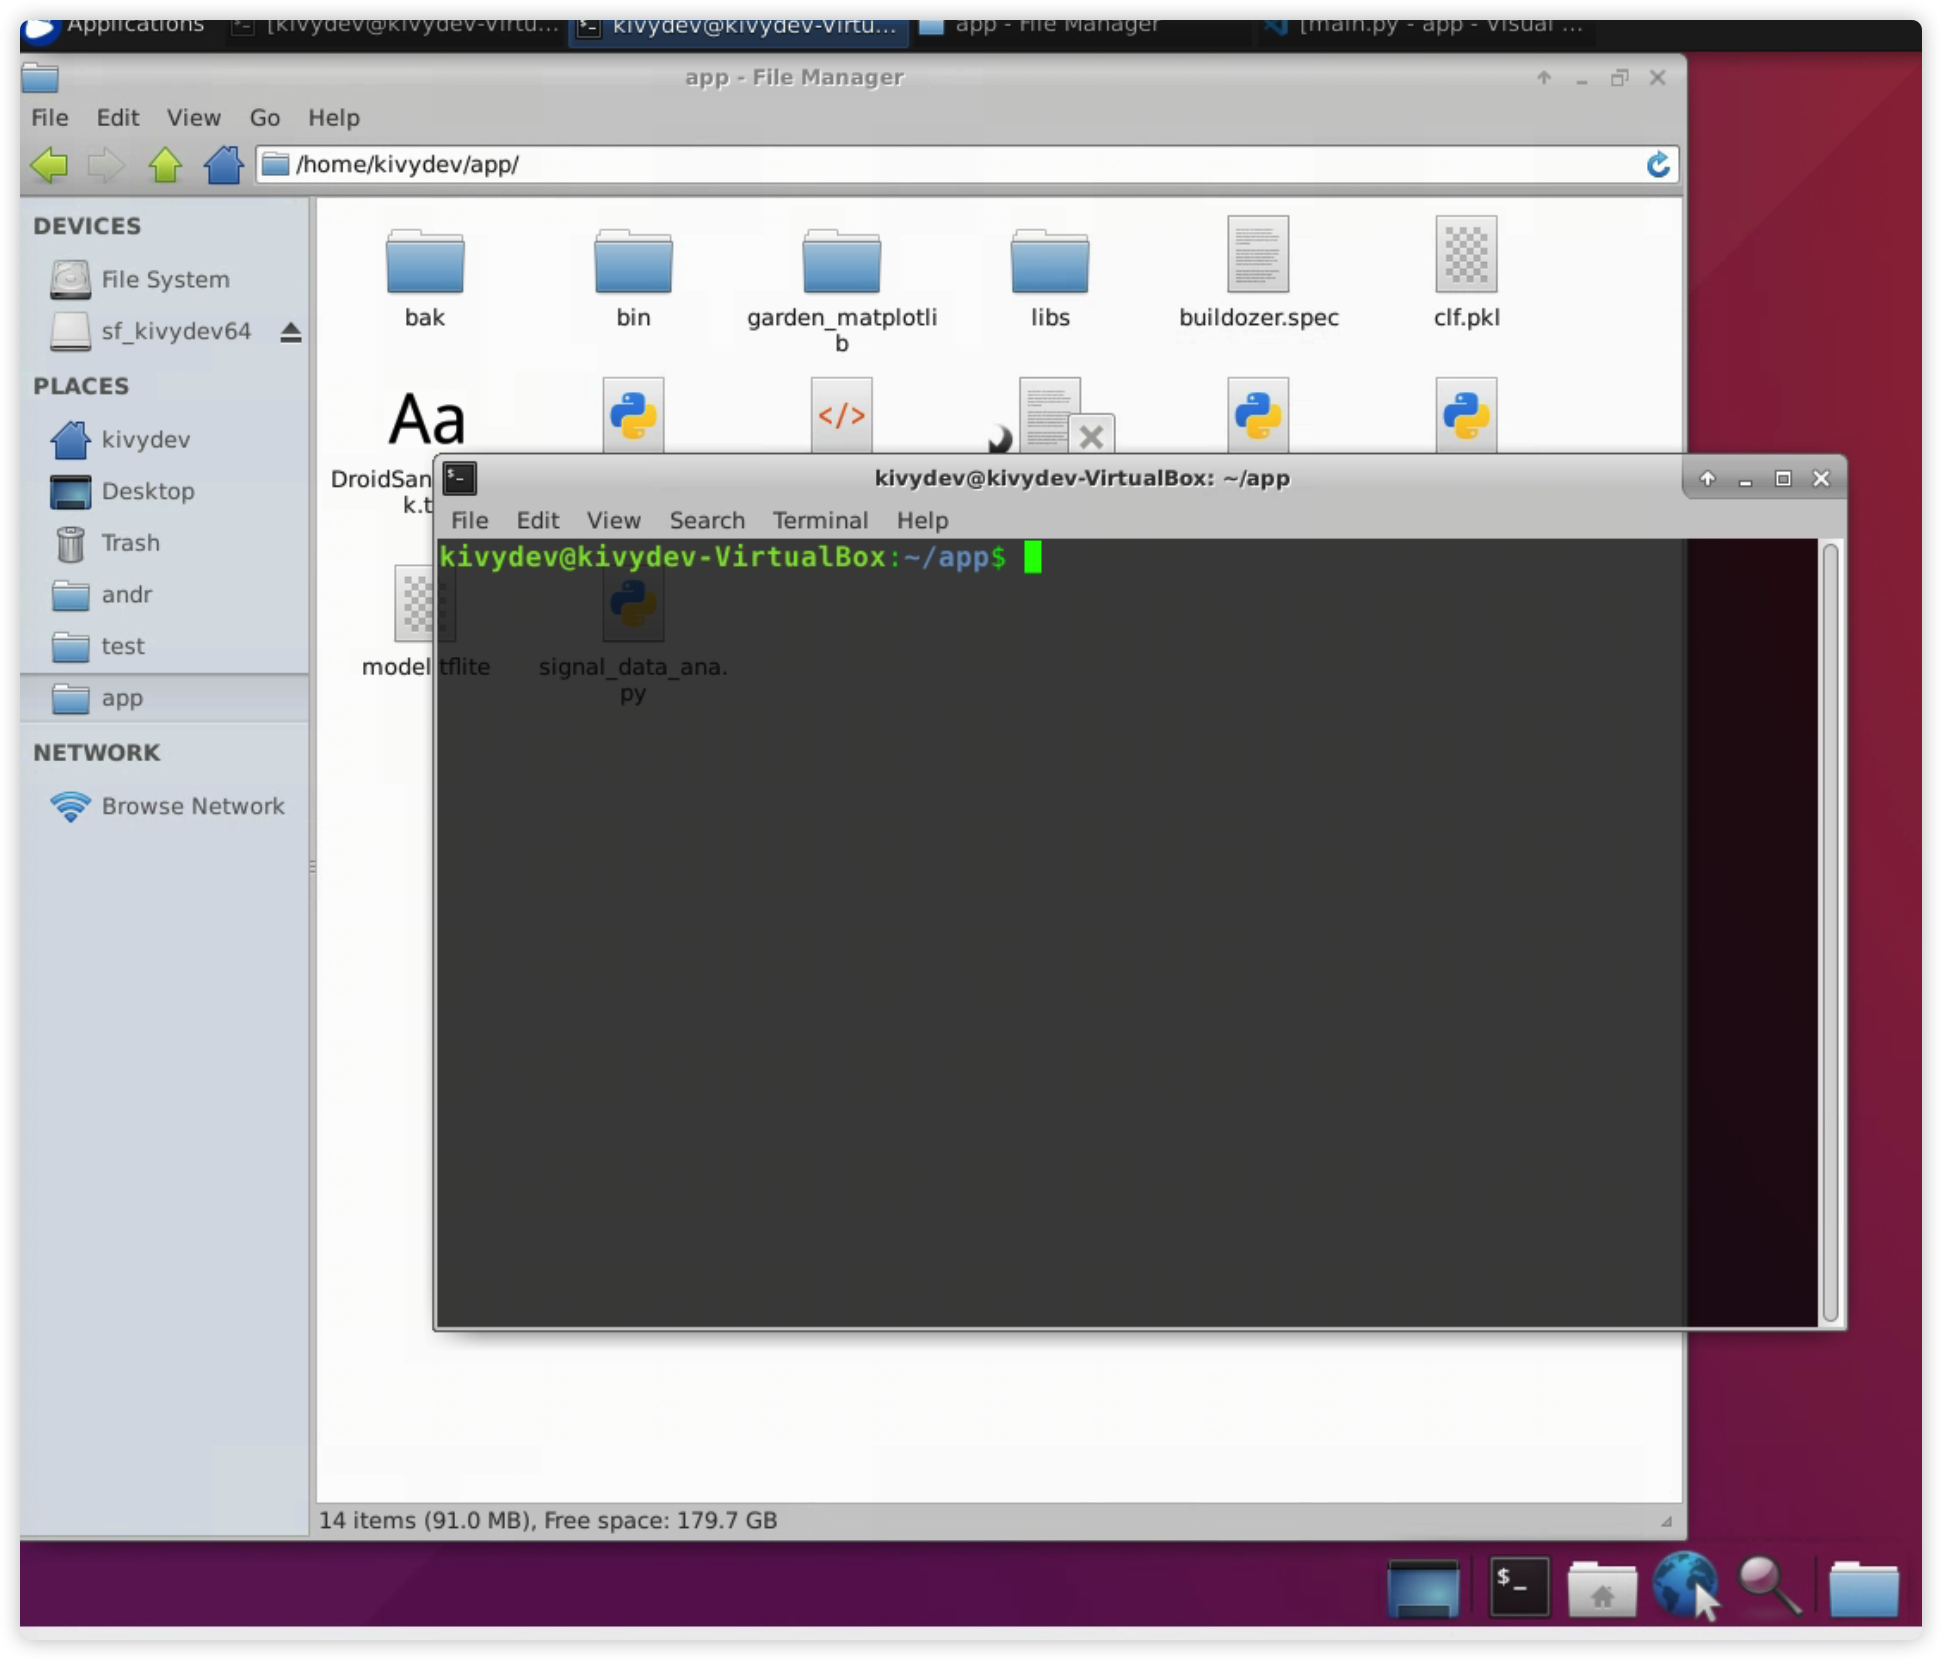 Applications
[kivydev@kivydev-Virtu...
kivydev@kivydev-Virtu...
app - File Manager
[main.py - app - Visual ...
app - File Manager
File Edit View Go Help
/home/kivydev/app/
DEVICES
File System
sf_kivydev64
PLACES
kivydev
Desktop
Trash
andr
test
app
NETWORK
Browse Network
bak
bin
garden_matplotli
b
libs
buildozer.spec
clf.pkl
Aa
</>
DroidSan
k.t
model.tflite
signal_data_ana.
py
kivydev@kivydev-VirtualBox: ~/app
File Edit View Search Terminal Help
kivydev@kivydev-VirtualBox:~/app$
14 items (91.0 MB), Free space: 179.7 GB
$_